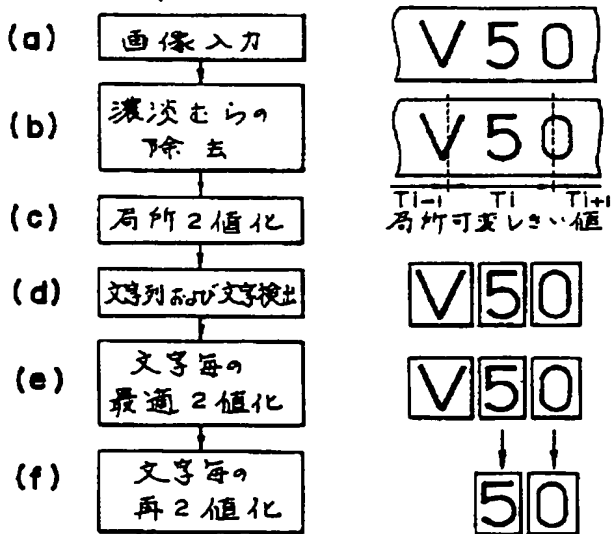 (a) 画像入力 V50
(b) 濃淡むらの
除去 V50
Ti-1 Ti Ti+1
(c) 局所2値化 局所可変しきい値
(d) 文字列および文字検出 V50
(e) 文字毎の
最適2値化 V50
(f) 文字毎の
再2値化 50